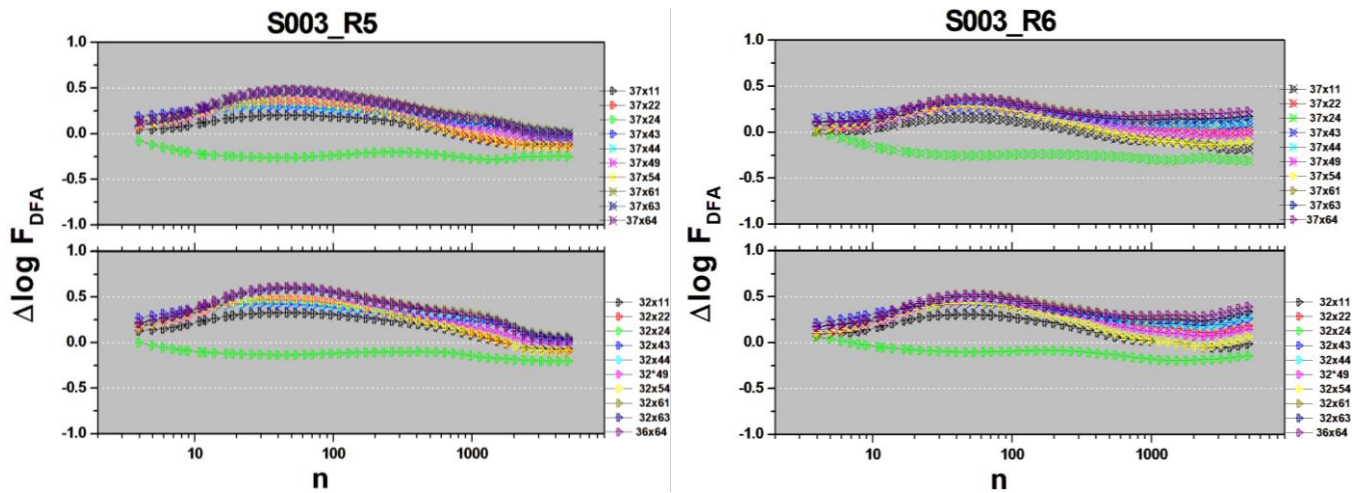 S003_R5
1.0
0.5
0.0
-0.5
-1.0
37x11
37x22
37x24
37x43
37x44
37x49
37x54
37x61
37x63
37x64
1.0
0.5
0.0
-0.5
-1.0
32x11
32x22
32x24
32x43
32x44
32*49
32x54
32x61
32x63
36x64
Δlog F_DFA
10 100 1000
n
S003_R6
1.0
0.5
0.0
-0.5
-1.0
37x11
37x22
37x24
37x43
37x44
37x49
37x54
37x61
37x63
37x64
1.0
0.5
0.0
-0.5
-1.0
32x11
32x22
32x24
32x43
32x44
32*49
32x54
32x61
32x63
36x64
Δlog F_DFA
10 100 1000
n